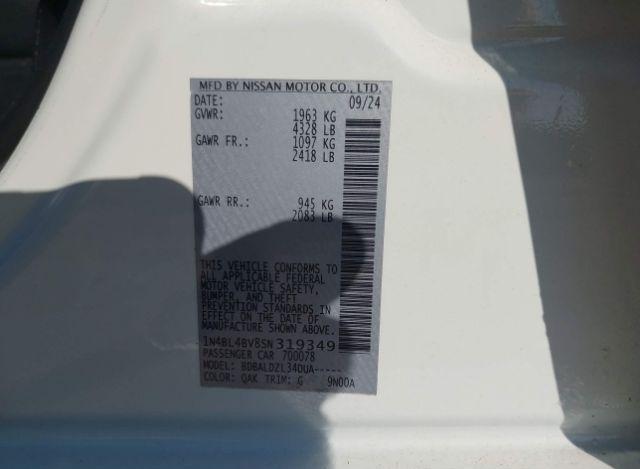 MFD BY NISSAN MOTOR CO., LTD.
DATE: 09/24
GVWR: 1963 KG
4328 LB
GAWR FR.: 1097 KG
2418 LB
GAWR RR.: 945 KG
2083 LB
THIS VEHICLE CONFORMS TO
ALL APPLICABLE FEDERAL
MOTOR VEHICLE SAFETY,
BUMPER, AND THEFT
PREVENTION STANDARDS IN
EFFECT ON THE DATE OF
MANUFACTURE SHOWN ABOVE.
1N4BL4BV8SN319349
PASSENGER CAR 700078
MODEL: BDBALDZL34DUA-----
COLOR: QAK TRIM: G 9N00A